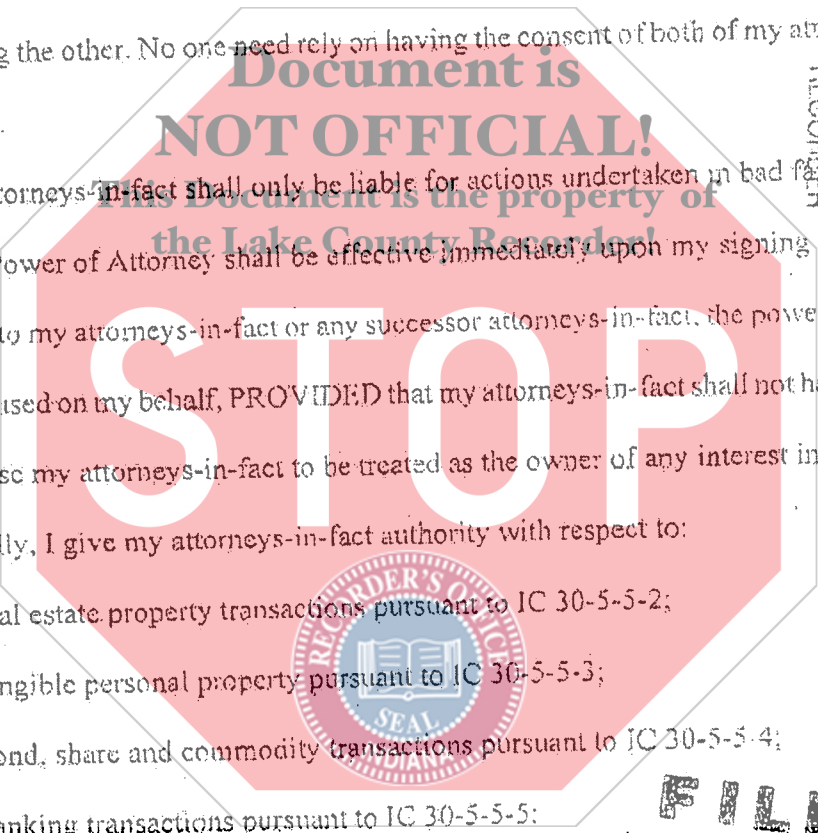 g the other. No one need rely on having the consent of both of my
Document is
NOT OFFICIAL!
RECORDER
torneys-in-fact shall only be liable for actions undertaken in bad
This Document is the property of
the Lake County Recorder!
ower of Attorney shall be effective immediately upon my signing
to my attorneys-in-fact or any successor attorneys-in-fact, the powe
STOP
ised on my behalf, PROVIDED that my attorneys-in-fact shall not ha
se my attorneys-in-fact to be treated as the owner of any interest in
lly, I give my attorneys-in-fact authority with respect to:
al estate property transactions pursuant to IC 30-5-5-2;
RECORDER'S OFFICE
ngible personal property pursuant to IC 30-5-5-3;
SEAL
INDIANA
ond, share and commodity transactions pursuant to IC 30-5-5-4;
FIL
anking transactions pursuant to IC 30-5-5-5: